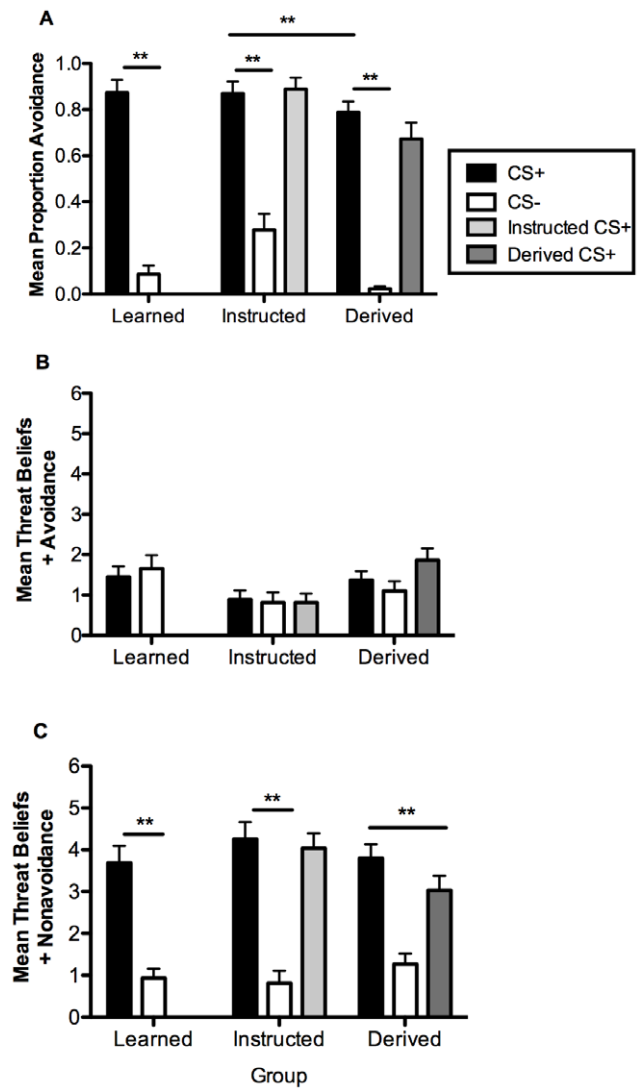 A
**
**
**
**
Mean Proportion Avoidance
1.0
0.8
0.6
0.4
0.2
0.0
Learned
Instructed
Derived
CS+
CS-
Instructed CS+
Derived CS+
B
Mean Threat Beliefs
+ Avoidance
6
5
4
3
2
1
0
Learned
Instructed
Derived
C
Mean Threat Beliefs
+ Nonavoidance
6
5
4
3
2
1
0
**
**
**
Learned
Instructed
Derived
Group